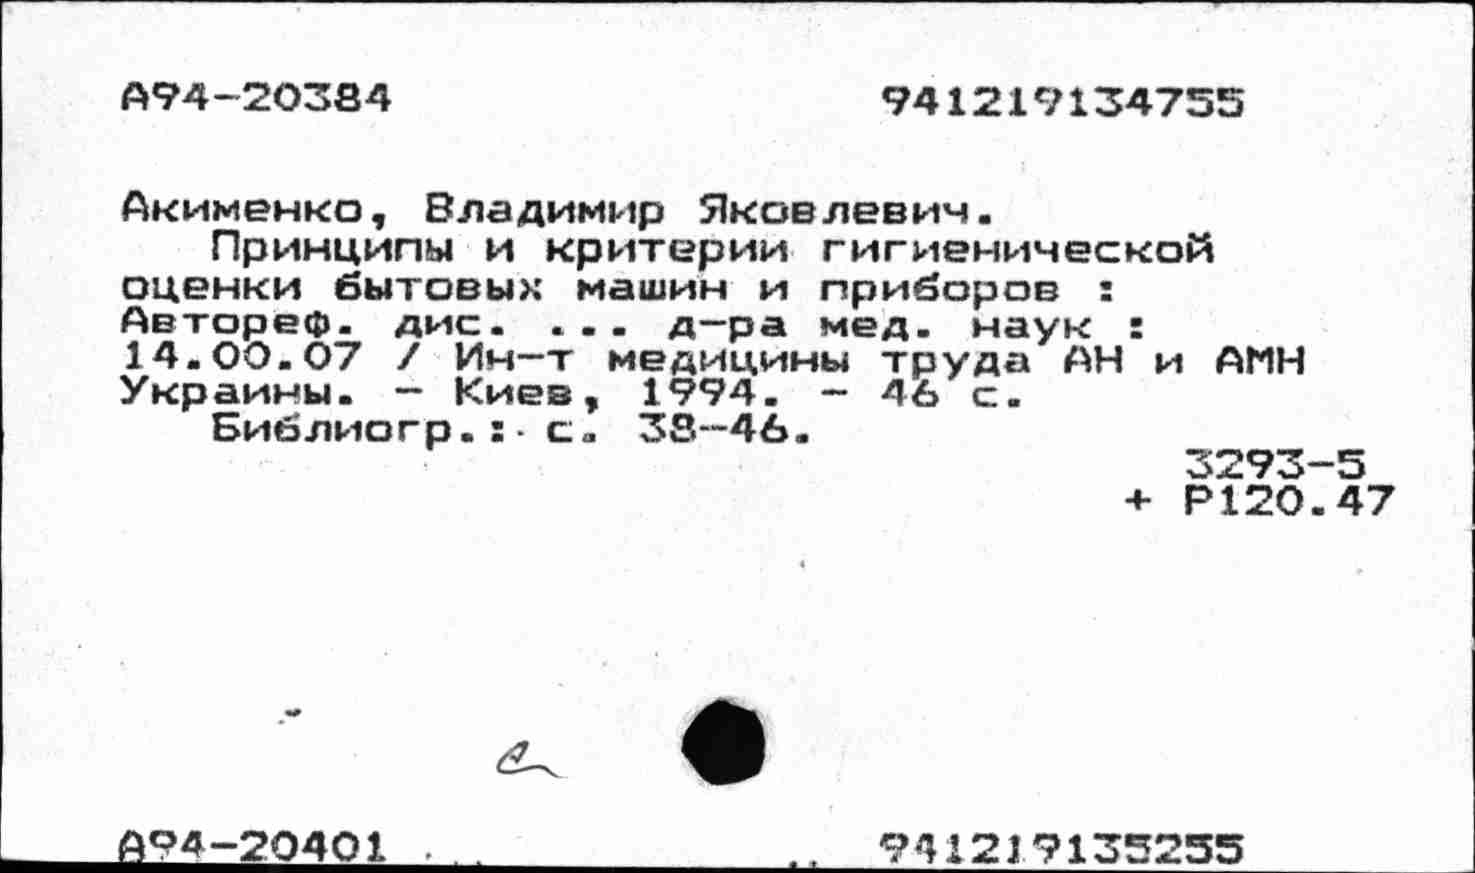 А94-20384 941219134755
Акименко, Владимир Яковлевич.
Принципы и критерии гигиенической
оценки бытовых машин и приборов :
Автореф. дис. ... д-ра мед. наук :
14.00.07 / Ин-т медицины труда АН и АМН
Украины. - Киев, 1994. - 46 с.
Библиогр.: с. 38-46.
3293-5
+ Р120.47
А94-20401 941219135255